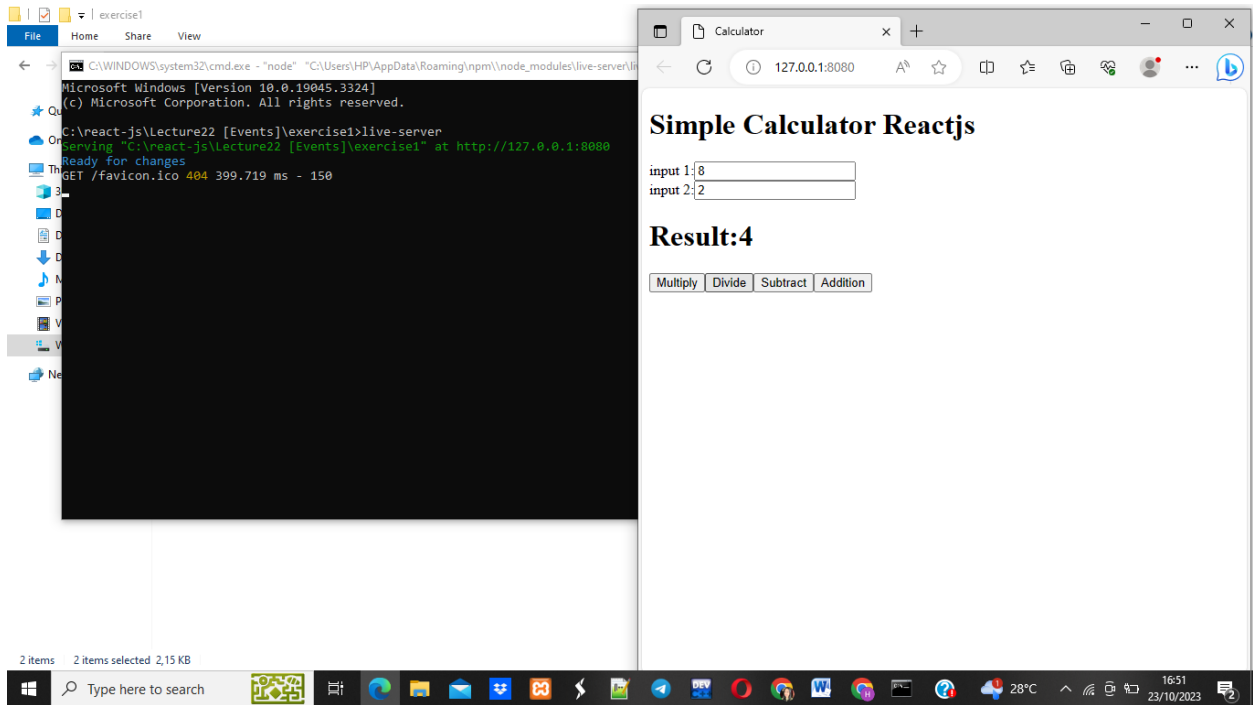 exercise1
File Home Share View
C:\WINDOWS\system32\cmd.exe - "node" "C:\Users\HP\AppData\Roaming\npm\\node_modules\live-server\li
Microsoft Windows [Version 10.0.19045.3324]
(c) Microsoft Corporation. All rights reserved.
C:\react-js\Lecture22 [Events]\exercise1>live-server
Serving "C:\react-js\Lecture22 [Events]\exercise1" at http://127.0.0.1:8080
Ready for changes
GET /favicon.ico 404 399.719 ms - 150
Qu
On
Th
3
D
D
D
M
P
V
W
Ne
2 items 2 items selected 2,15 KB
Calculator
127.0.0.1:8080
Simple Calculator Reactjs
input 1: 8
input 2: 2
Result:4
Multiply Divide Subtract Addition
Type here to search
28°C
16:51
23/10/2023